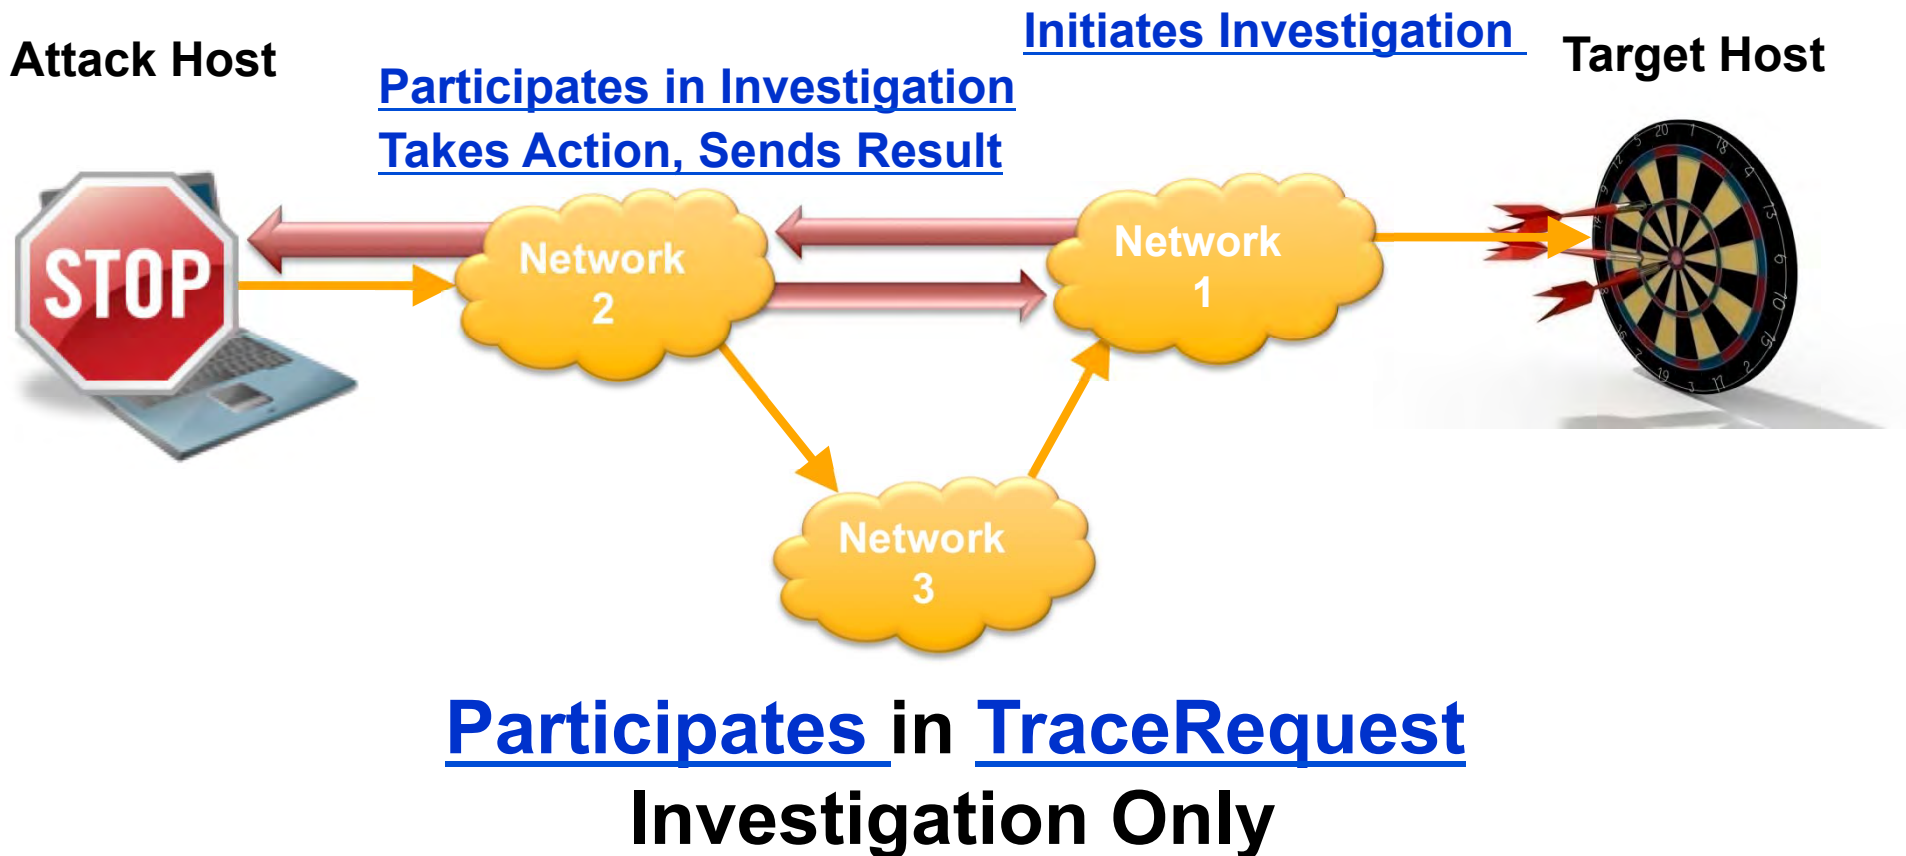 Initiates Investigation
Attack Host
Target Host
Participates in Investigation
Takes Action, Sends Result
STOP
Network
2
Network
1
Network
3
Participates in TraceRequest
Investigation Only